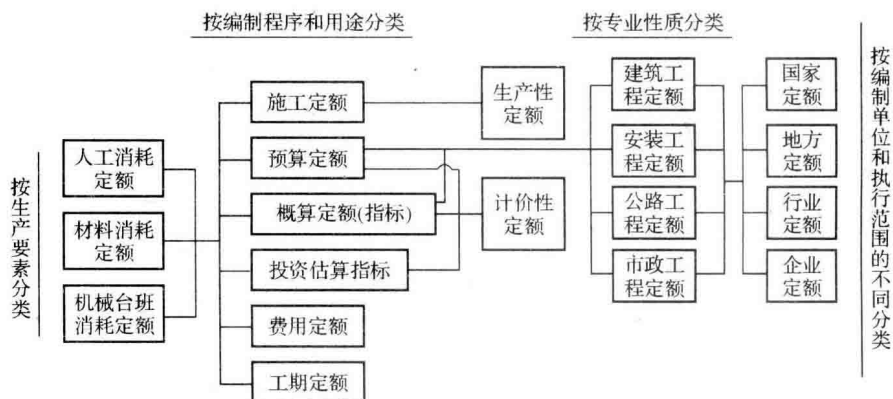 按编制程序和用途分类
按专业性质分类
按生产要素分类
人工消耗
定额
材料消耗
定额
机械台班
消耗定额
施工定额
预算定额
概算定额(指标)
投资估算指标
费用定额
工期定额
生产性
定额
计价性
定额
建筑工
程定额
安装工
程定额
公路工
程定额
市政工
程定额
国家
定额
地方
定额
行业
定额
企业
定额
按编制单位和执行范围的不同分类